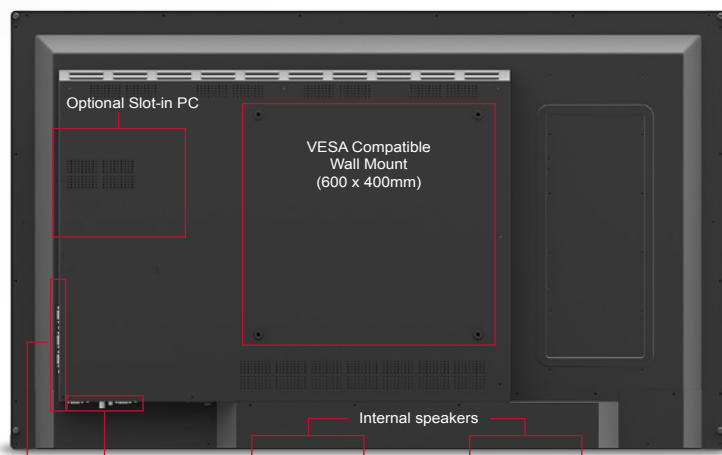 Optional Slot-in PC
VESA Compatible
Wall Mount
(600 x 400mm)
Internal speakers